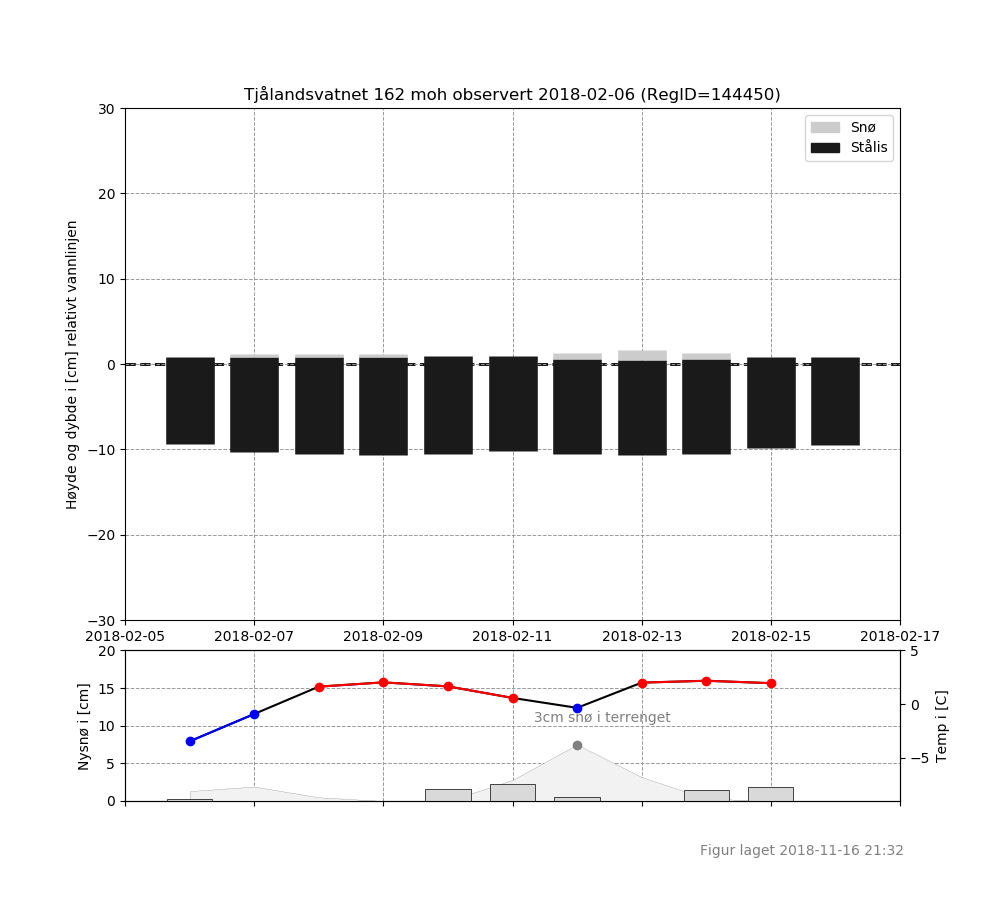 Tjålandsvatnet 162 moh observert 2018-02-06 (RegID=144450)
Snø
Stålis
Høyde og dybde i [cm] relativt vannlinjen
30
20
10
0
−10
−20
−30
2018-02-05 2018-02-07 2018-02-09 2018-02-11 2018-02-13 2018-02-15 2018-02-17
Nysnø i [cm]
20
15
10
5
0
3cm snø i terrenget
5
0
−5
Temp i [C]
Figur laget 2018-11-16 21:32